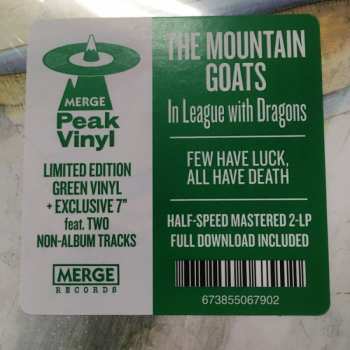 MERGE
Peak
Vinyl
LIMITED EDITION
GREEN VINYL
+ EXCLUSIVE 7"
feat. TWO
NON-ALBUM TRACKS
MERGE
RECORDS
THE MOUNTAIN
GOATS
In League with Dragons
FEW HAVE LUCK,
ALL HAVE DEATH
HALF-SPEED MASTERED 2-LP
FULL DOWNLOAD INCLUDED
673855067902